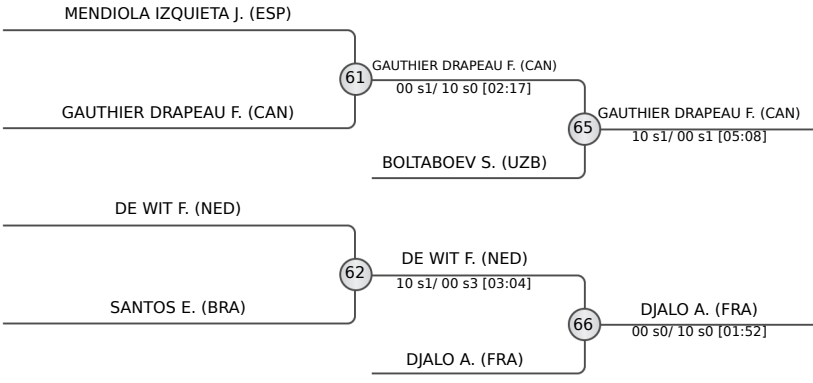 MENDIOLA IZQUIETA J. (ESP)
61
GAUTHIER DRAPEAU F. (CAN)
00 s1/ 10 s0 [02:17]
GAUTHIER DRAPEAU F. (CAN)
65
GAUTHIER DRAPEAU F. (CAN)
10 s1/ 00 s1 [05:08]
BOLTABOEV S. (UZB)
DE WIT F. (NED)
62
DE WIT F. (NED)
10 s1/ 00 s3 [03:04]
SANTOS E. (BRA)
66
DJALO A. (FRA)
00 s0/ 10 s0 [01:52]
DJALO A. (FRA)